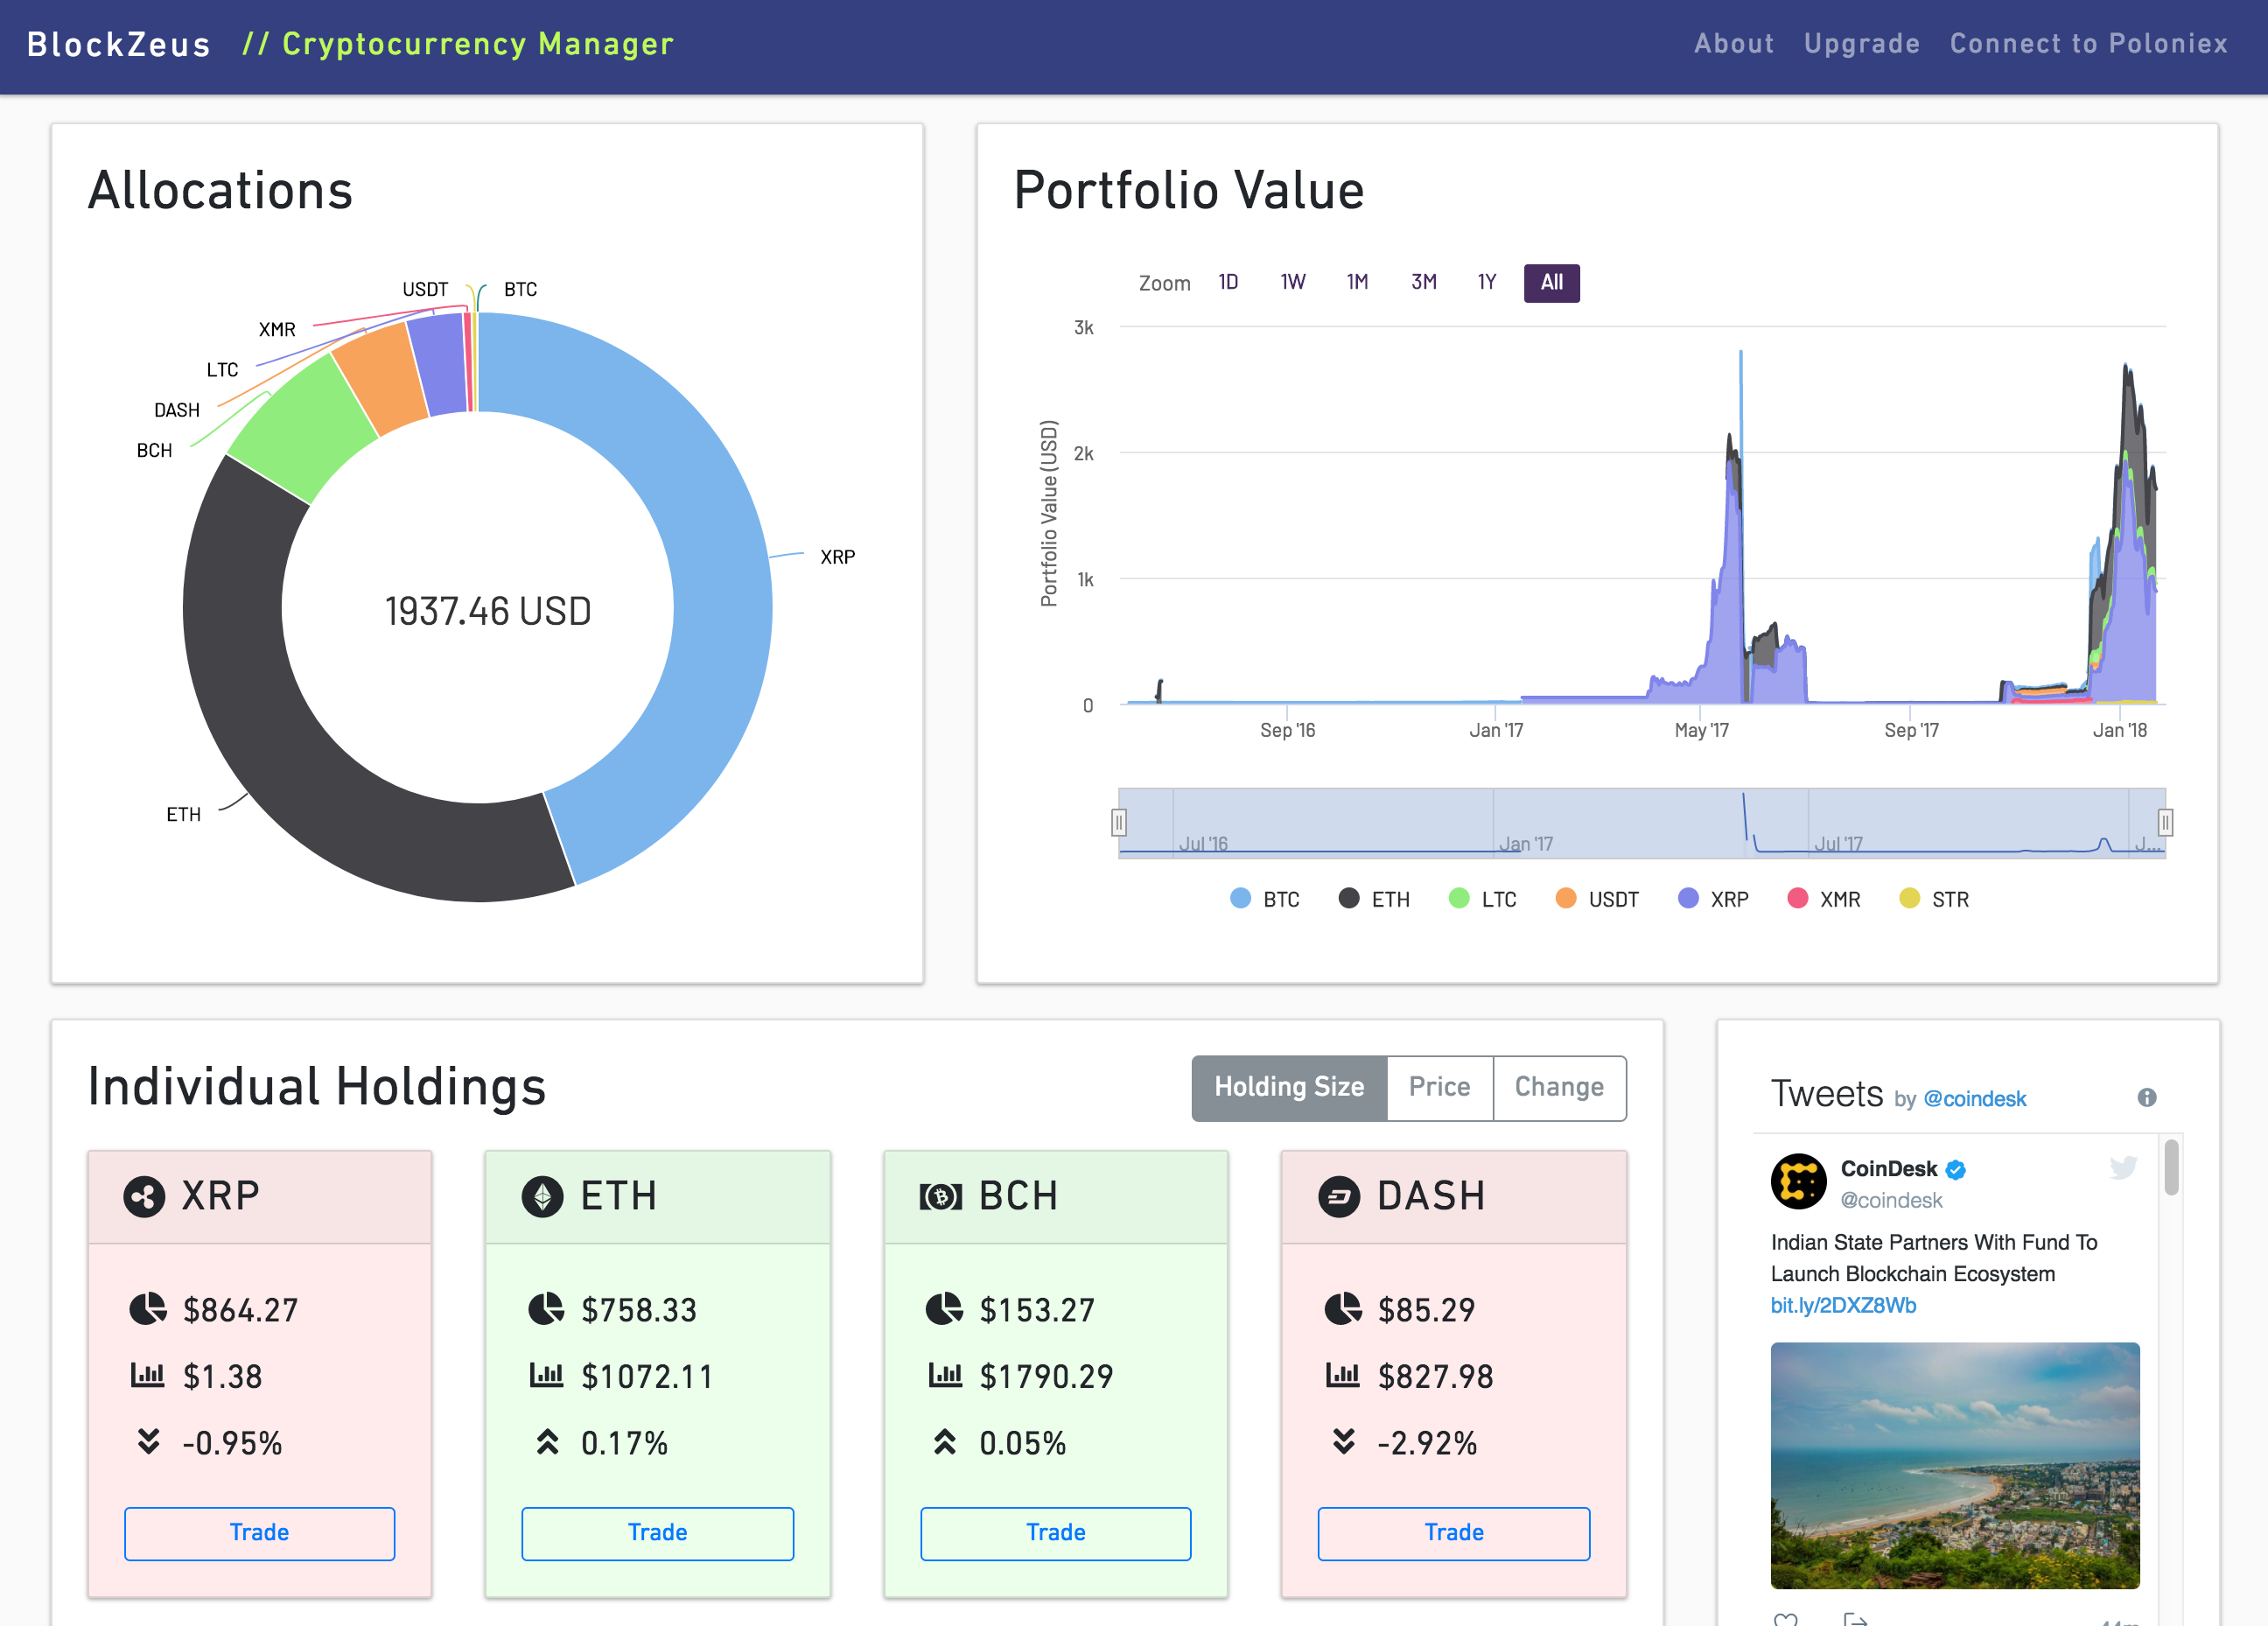 BlockZeus // Cryptocurrency Manager
About Upgrade Connect to Poloniex
Allocations
USDT
BTC
XMR
LTC
DASH
BCH
XRP
1937.46 USD
ETH
Portfolio Value
Zoom 1D 1W 1M 3M 1Y All
3k
2k
1k
0
Portfolio Value (USD)
Sep '16 Jan '17 May '17 Sep '17 Jan '18
Jul '16 Jan '17 Jul '17 J...
BTC ETH LTC USDT XRP XMR STR
Individual Holdings
Holding Size Price Change
XRP
$864.27
$1.38
-0.95%
Trade
ETH
$758.33
$1072.11
0.17%
Trade
BCH
$153.27
$1790.29
0.05%
Trade
DASH
$85.29
$827.98
-2.92%
Trade
Tweets by @coindesk
CoinDesk
@coindesk
Indian State Partners With Fund To
Launch Blockchain Ecosystem
bit.ly/2DXZ8Wb